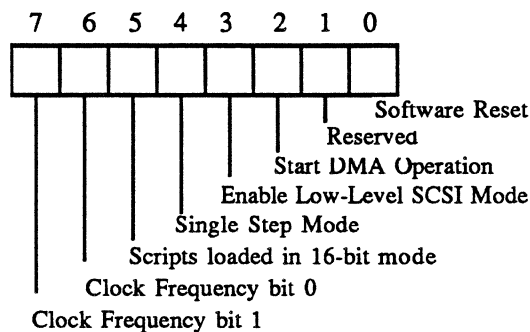 7 6 5 4 3 2 1 0
Software Reset
Reserved
Start DMA Operation
Enable Low-Level SCSI Mode
Single Step Mode
Scripts loaded in 16-bit mode
Clock Frequency bit 0
Clock Frequency bit 1